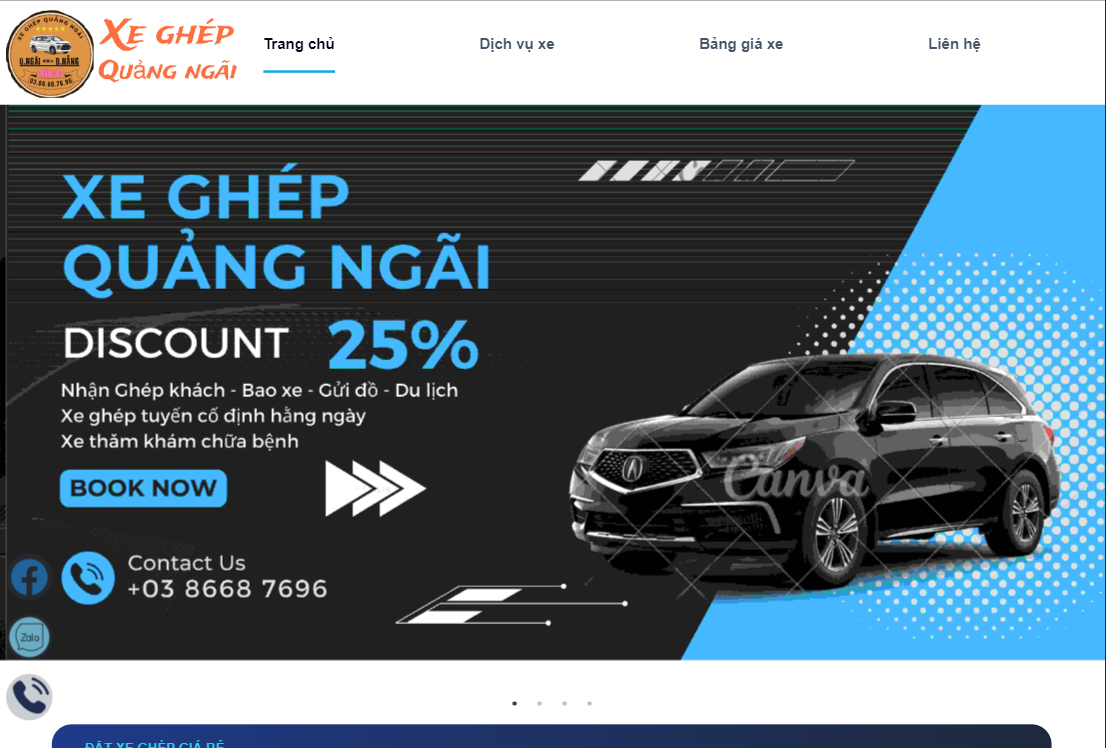 XE GHÉP QUẢNG NGÃI
Đ.NGÃI Đ.NẴNG
03.86.68.76.96
XE GHÉP
QUẢNG NGÃI
Trang chủ
Dịch vụ xe
Bảng giá xe
Liên hệ
XE GHÉP
QUẢNG NGÃI
DISCOUNT 25%
Nhận Ghép khách - Bao xe - Gửi đồ - Du lịch
Xe ghép tuyến cố định hằng ngày
Xe thăm khám chữa bệnh
BOOK NOW
Contact Us
+03 8668 7696
Canva
Zalo
ĐẶT XE GHÉP GIÁ RẺ